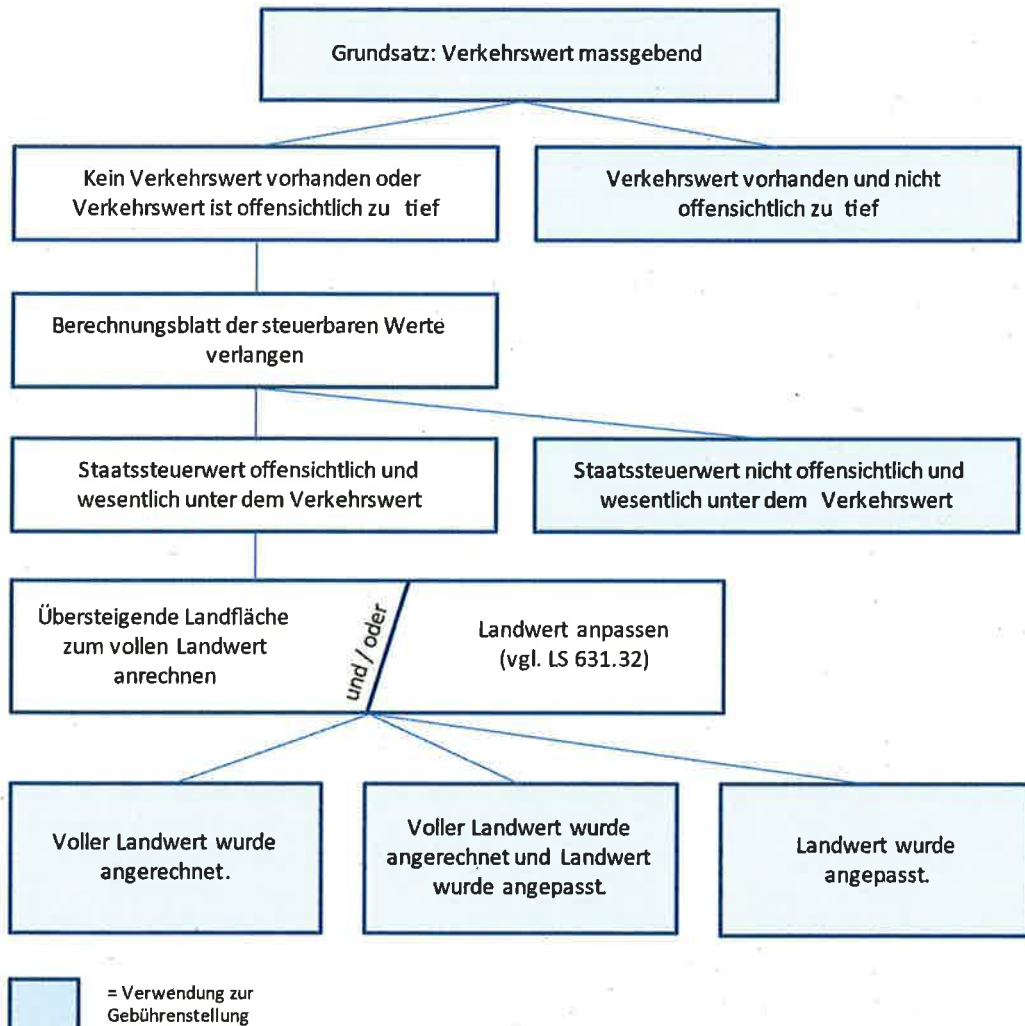 Grundsatz: Verkehrswert massgebend
Kein Verkehrswert vorhanden oder
Verkehrswert ist offensichtlich zu tief
Verkehrswert vorhanden und nicht
offensichtlich zu tief
Berechnungsblatt der steuerbaren Werte
verlangen
Staatssteuerwert offensichtlich und
wesentlich unter dem Verkehrswert
Staatssteuerwert nicht offensichtlich und
wesentlich unter dem Verkehrswert
Übersteigende Landfläche
zum vollen Landwert
anrechnen
und/oder
Landwert anpassen
(vgl. LS 631.32)
Voller Landwert wurde
angerechnet.
Voller Landwert wurde
angerechnet und Landwert
wurde angepasst.
Landwert wurde
angepasst.
= Verwendung zur
Gebührenstellung